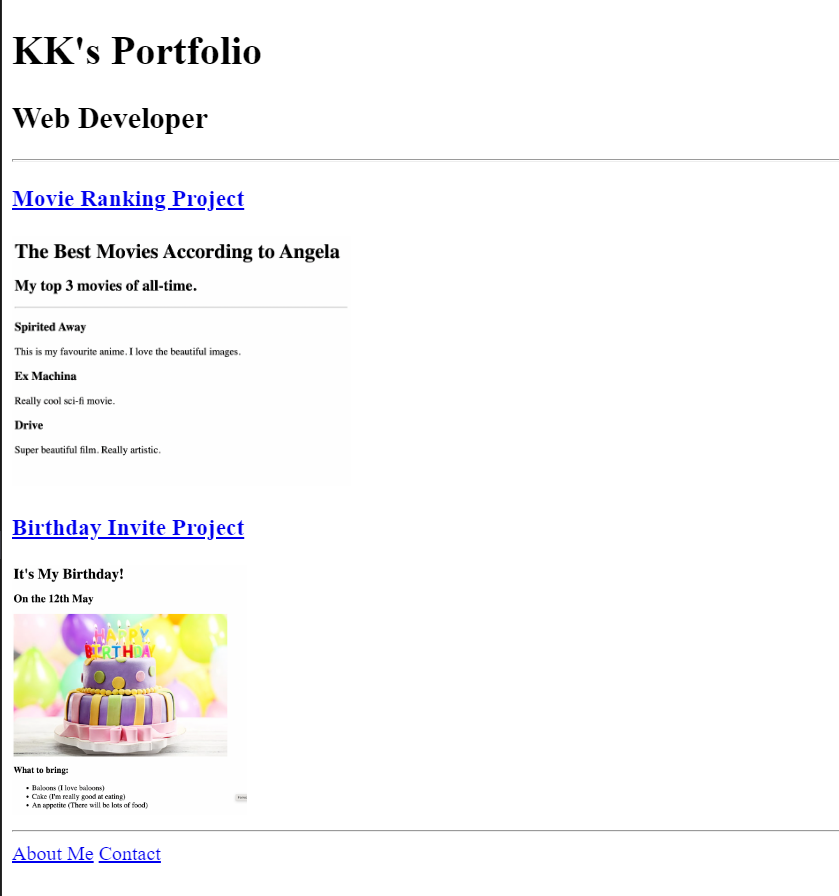 KK's Portfolio
Web Developer
Movie Ranking Project
The Best Movies According to Angela
My top 3 movies of all-time.
Spirited Away
This is my favourite anime. I love the beautiful images.
Ex Machina
Really cool sci-fi movie.
Drive
Super beautiful film. Really artistic.
Birthday Invite Project
It's My Birthday!
On the 12th May
HAPPY
BIRTHDAY
What to bring:
Baloons (I love baloons)
Cake (I'm really good at eating)
An appetite (There will be lots of food)
About Me Contact